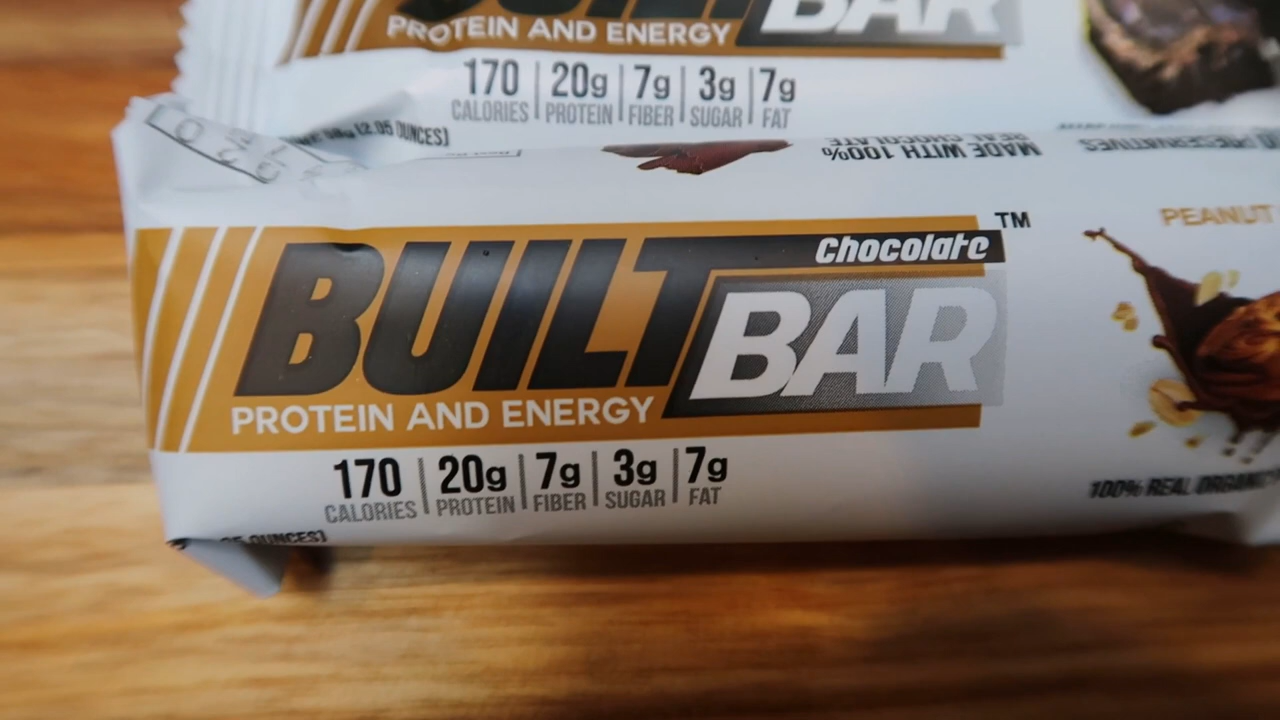 BUILT BAR
PROTEIN AND ENERGY
170 20g 7g 3g 7g
CALORIES PROTEIN FIBER SUGAR FAT
(2.05 OUNCES)
MADE WITH 100%
REAL CHOCOLATE
PRESERVATIVES
Chocolate
TM
BUILT BAR
PEANUT
PROTEIN AND ENERGY
170 20g 7g 3g 7g
CALORIES PROTEIN FIBER SUGAR FAT
100% REAL ORGANIC
OUNCES)